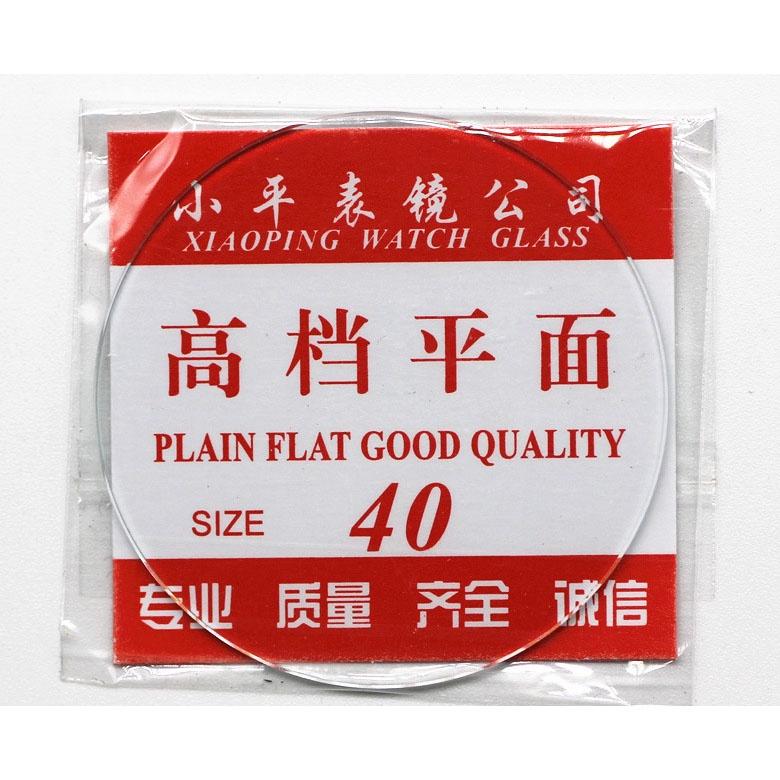 小平表镜公司
XIAOPING WATCH GLASS
高档平面
PLAIN FLAT GOOD QUALITY
SIZE 40
专业 质量 齐全 诚信